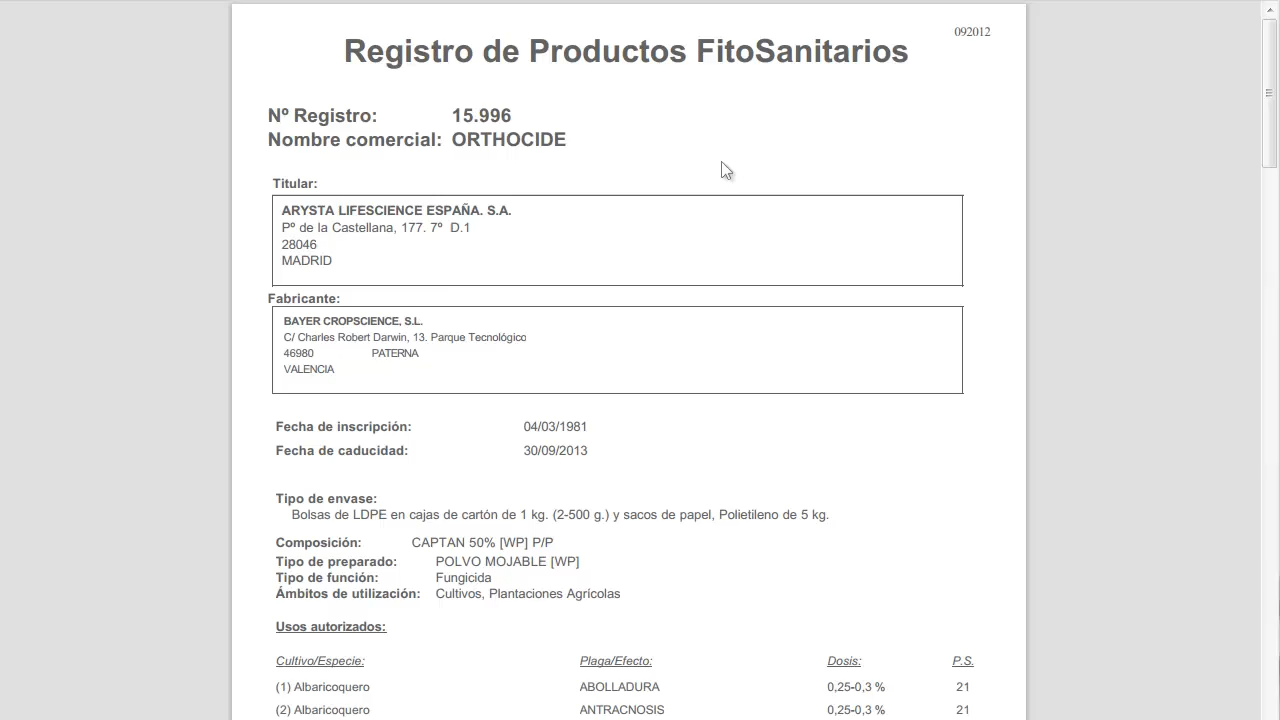 092012
Registro de Productos FitoSanitarios
Nº Registro: 15.996
Nombre comercial: ORTHOCIDE
Titular:
ARYSTA LIFESCIENCE ESPAÑA. S.A.
Pº de la Castellana, 177. 7º D.1
28046
MADRID
Fabricante:
BAYER CROPSCIENCE, S.L.
C/ Charles Robert Darwin, 13. Parque Tecnológico
46980 PATERNA
VALENCIA
Fecha de inscripción: 04/03/1981
Fecha de caducidad: 30/09/2013
Tipo de envase:
Bolsas de LDPE en cajas de cartón de 1 kg. (2-500 g.) y sacos de papel, Polietileno de 5 kg.
Composición: CAPTAN 50% [WP] P/P
Tipo de preparado: POLVO MOJABLE [WP]
Tipo de función: Fungicida
Ámbitos de utilización: Cultivos, Plantaciones Agrícolas
Usos autorizados:
Cultivo/Especie: Plaga/Efecto: Dosis: P.S.
(1) Albaricoquero ABOLLADURA 0,25-0,3 % 21
(2) Albaricoquero ANTRACNOSIS 0,25-0,3 % 21